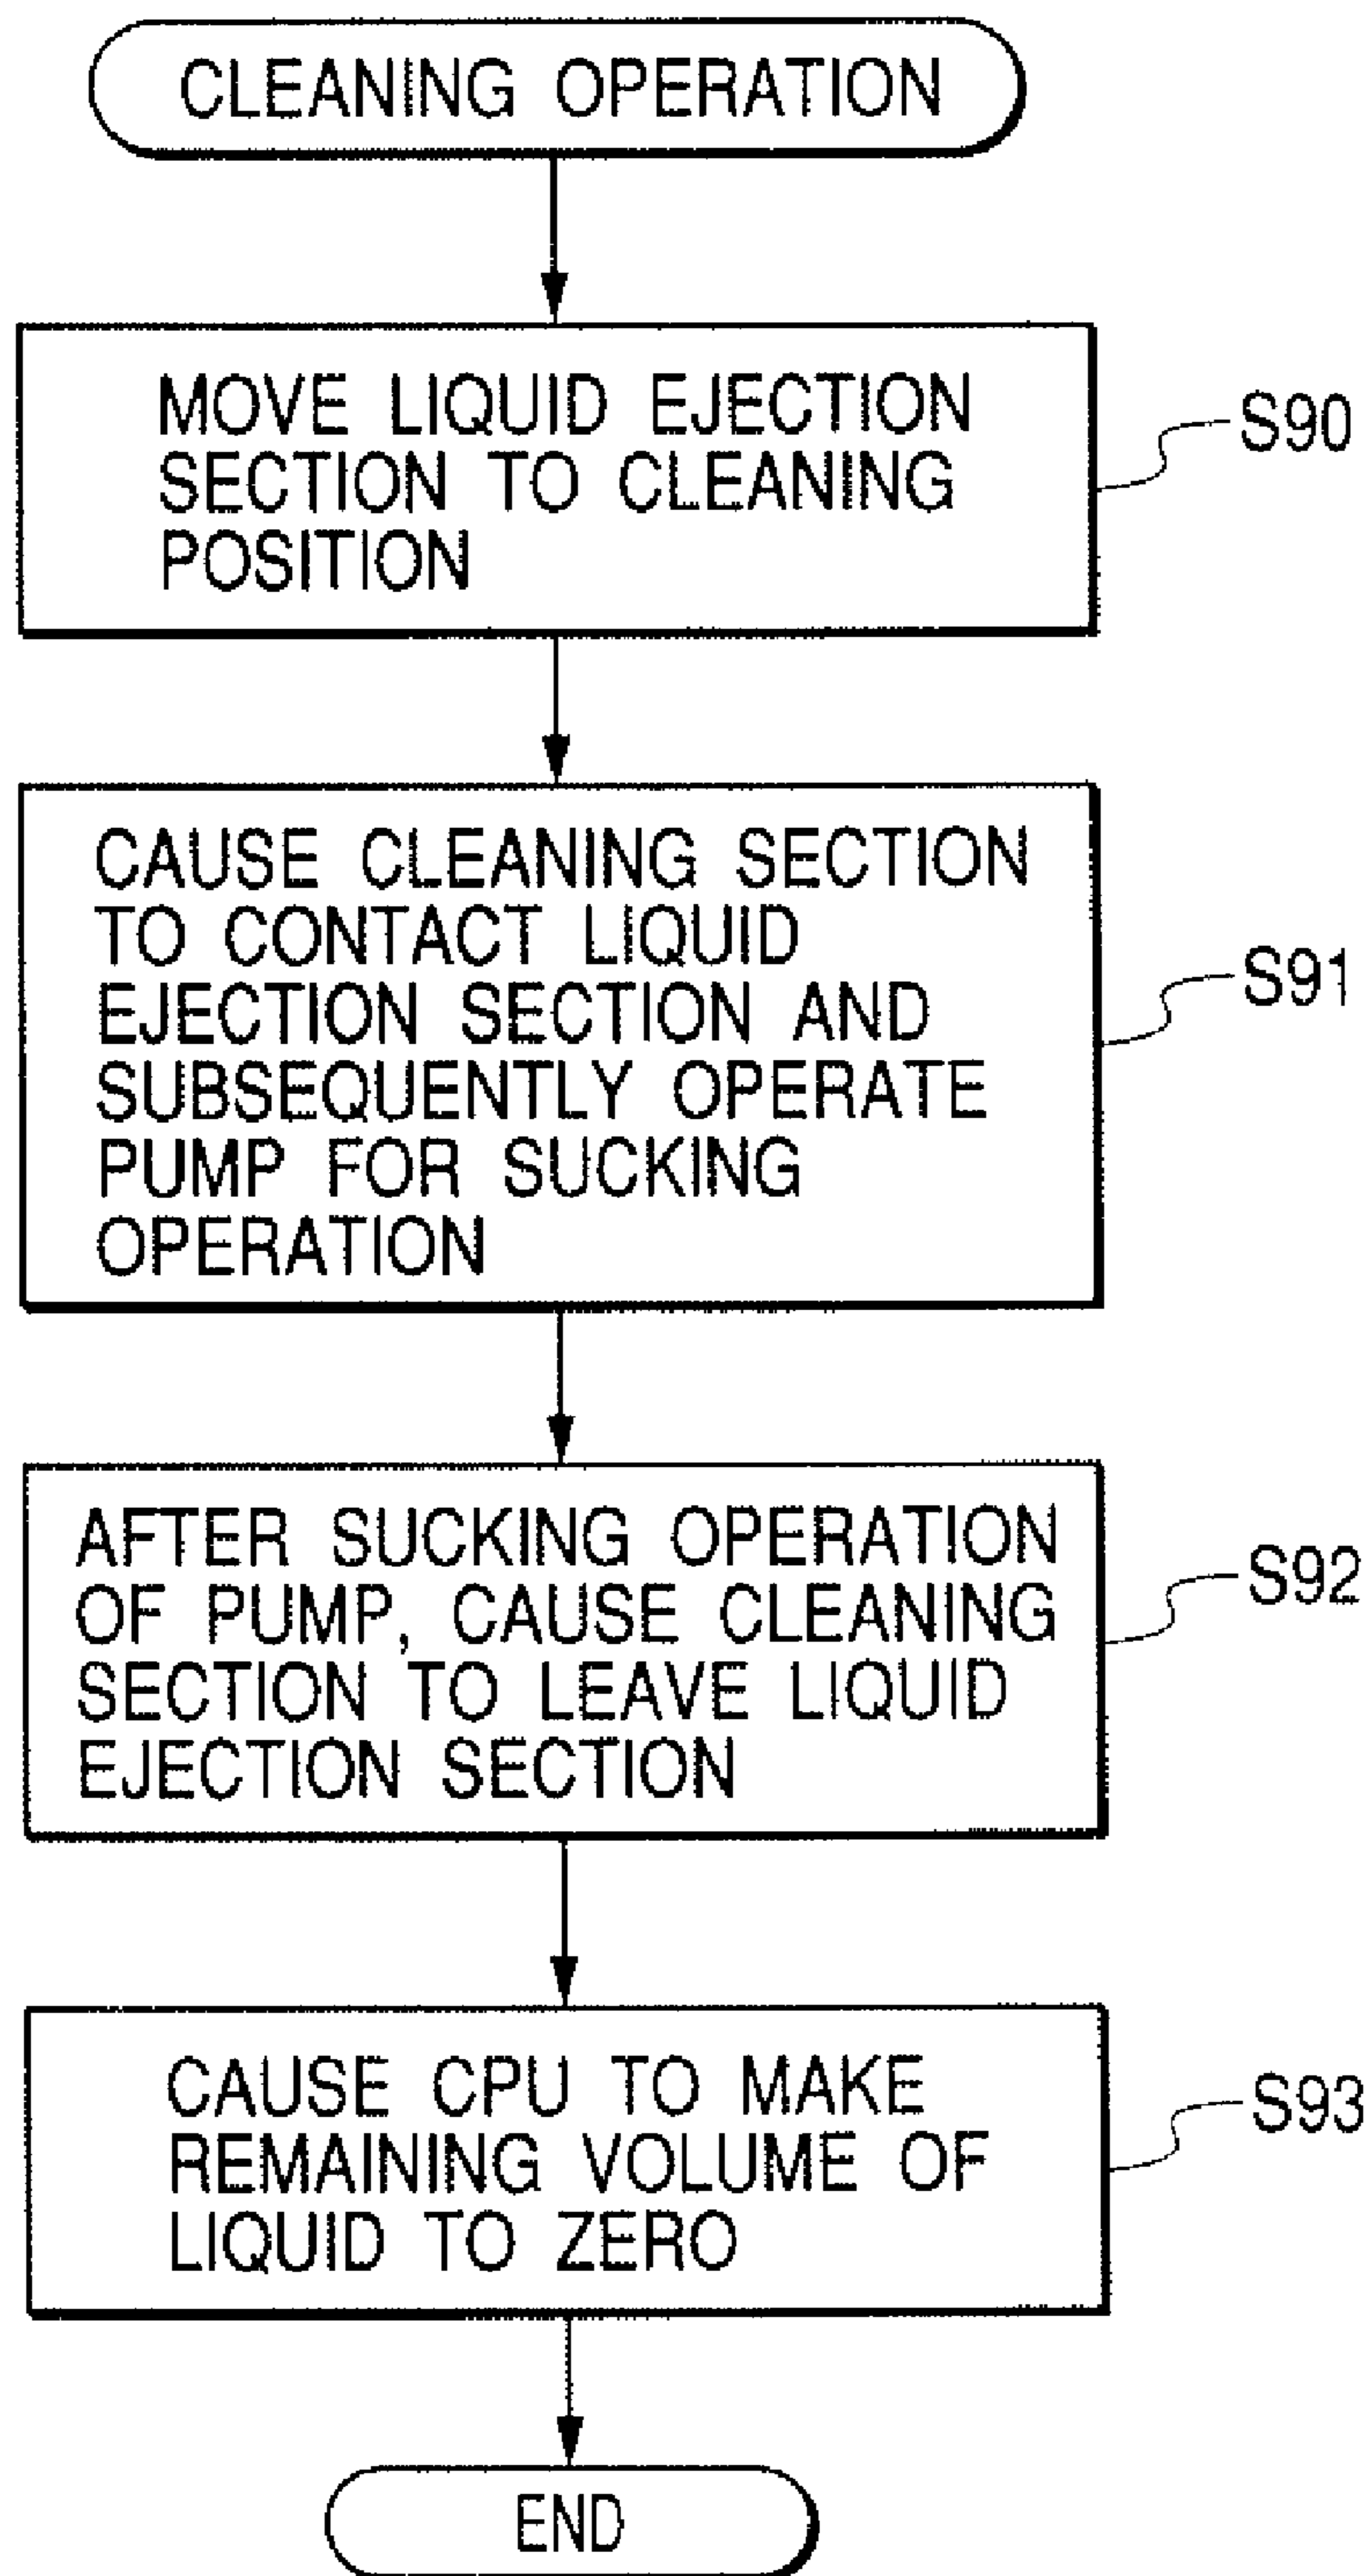 CLEANING OPERATION
MOVE LIQUID EJECTION
SECTION TO CLEANING
POSITION
S90
CAUSE CLEANING SECTION
TO CONTACT LIQUID
EJECTION SECTION AND
SUBSEQUENTLY OPERATE
PUMP FOR SUCKING
OPERATION
S91
AFTER SUCKING OPERATION
OF PUMP, CAUSE CLEANING
SECTION TO LEAVE LIQUID
EJECTION SECTION
S92
CAUSE CPU TO MAKE
REMAINING VOLUME OF
LIQUID TO ZERO
S93
END